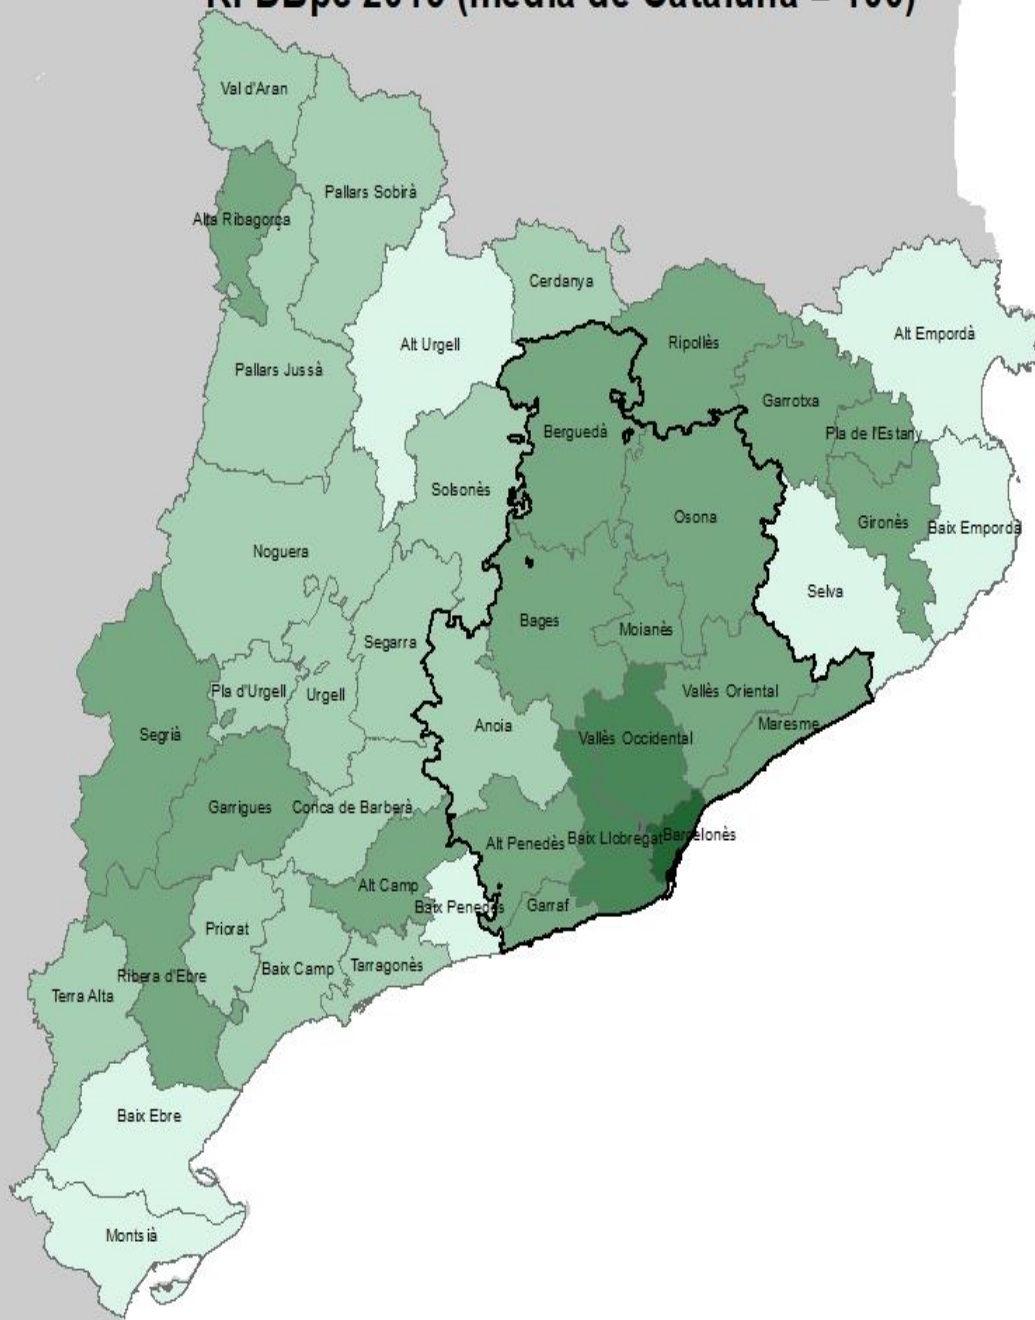 Val d'Aran
Pallars Sobirà
Alta Ribagorça
Cerdanya
Alt Empordà
Ripollès
Alt Urgell
Pallars Jussà
Garrotxa
Berguedà
Pla de l'Estany
Solsonès
Osona
Gironès
Baix Empordà
Noguera
Selva
Bages
Moianès
Segarra
Pla d'Urgell
Urgell
Vallès Oriental
Anoia
Maresme
Segrià
Vallès Occidental
Garrigues
Conca de Barberà
Alt Penedès
Baix Llobregat
Barcelonès
Alt Camp
Baix Penedès
Garraf
Priorat
Baix Camp
Tarragonès
Ribera d'Ebre
Terra Alta
Baix Ebre
Montsià